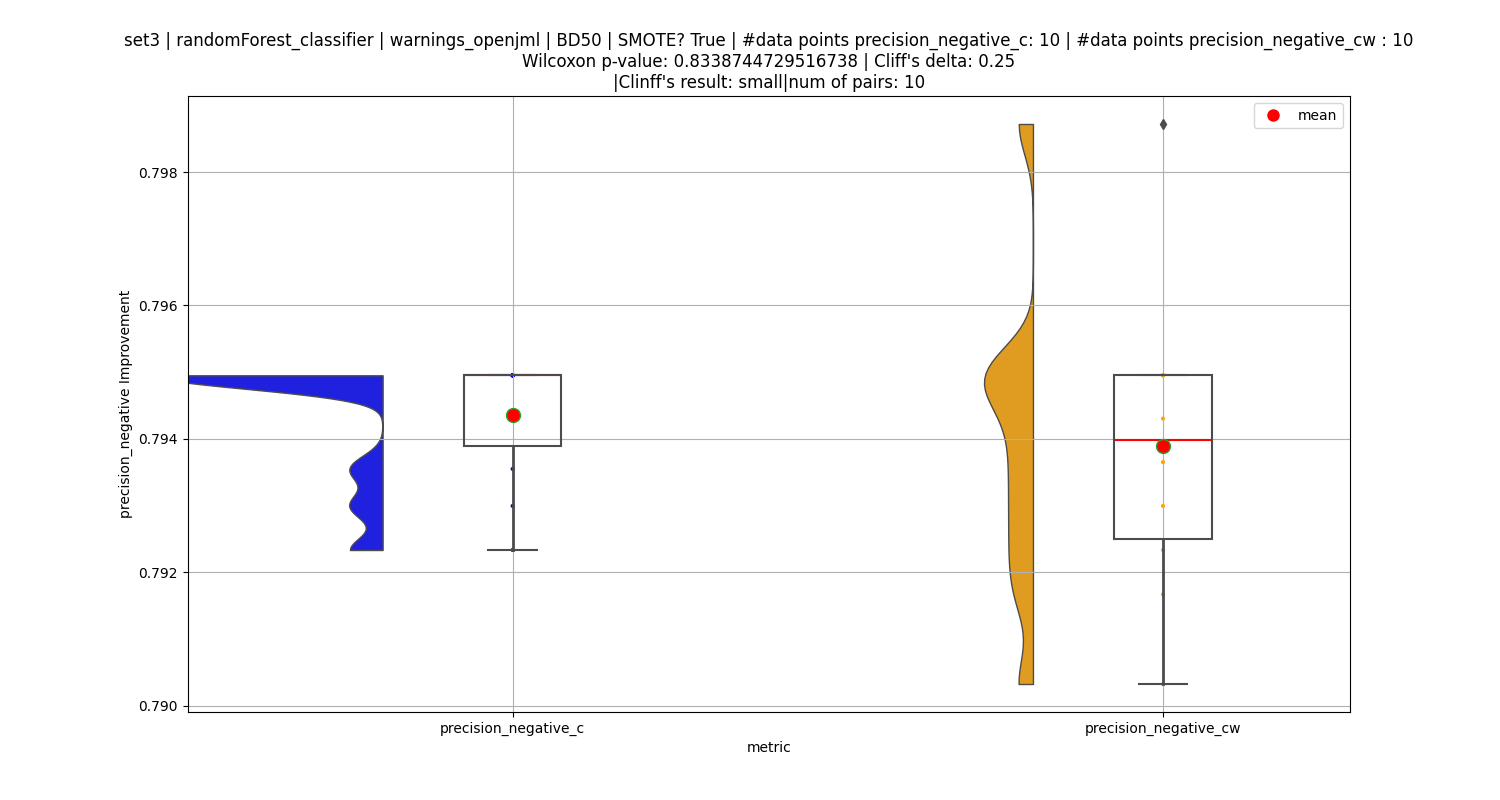 set3 | randomForest_classifier | warnings_openjml | BD50 | SMOTE? True | #data points precision_negative_c: 10 | #data points precision_negative_cw : 10
Wilcoxon p-value: 0.8338744729516738 | Cliff's delta: 0.25
|Clinff's result: small|num of pairs: 10
mean
0.798
0.796
0.794
0.792
0.790
precision_negative Improvement
precision_negative_c
precision_negative_cw
metric